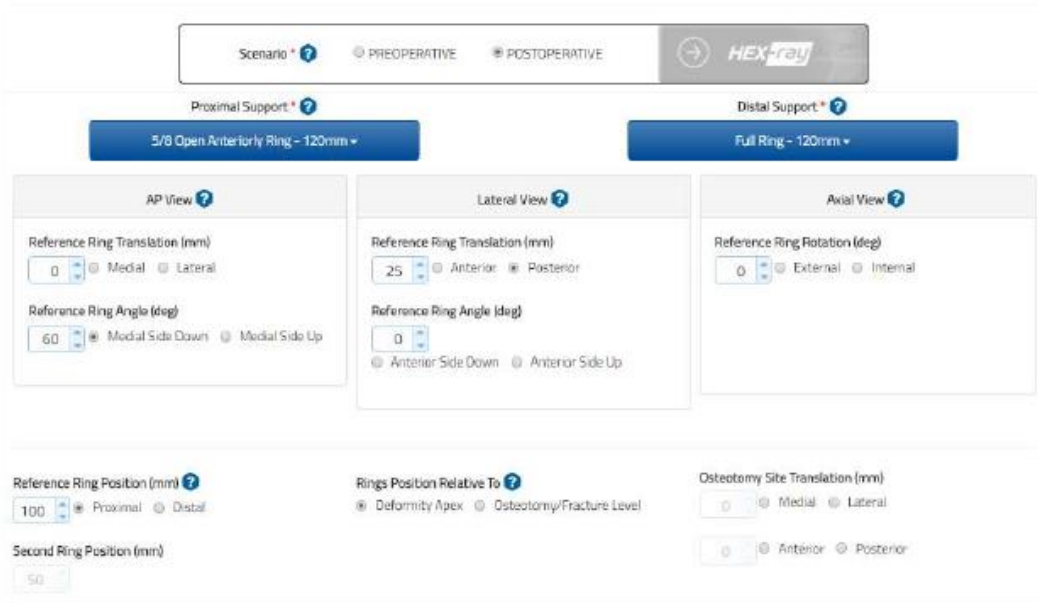 Scenario * ? PREOPERATIVE POSTOPERATIVE HEX-ray
Proximal Support * ? Distal Support * ?
5/8 Open Anteriorly Ring - 120mm Full Ring - 120mm
AP View ? Lateral View ? Axial View ?
Reference Ring Translation (mm) Reference Ring Translation (mm) Reference Ring Rotation (deg)
0 Medial Lateral 25 Anterior Posterior 0 External Internal
Reference Ring Angle (deg) Reference Ring Angle (deg)
60 Medial Side Down Medial Side Up 0
Anterior Side Down Anterior Side Up
Reference Ring Position (mm) ? Rings Position Relative To ? Osteotomy Site Translation (mm)
100 Proximal Distal Deformity Apex Osteotomy/Fracture Level 0 Medial Lateral
Second Ring Position (mm) 0 Anterior Posterior
50